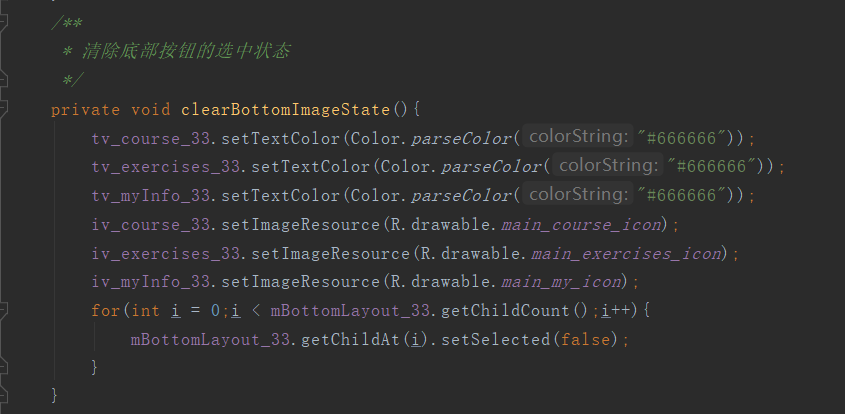 /**
 * 清除底部按钮的选中状态
 */
private void clearBottomImageState(){
    tv_course_33.setTextColor(Color.parseColor( colorString: "#666666"));
    tv_exercises_33.setTextColor(Color.parseColor( colorString: "#666666"));
    tv_myInfo_33.setTextColor(Color.parseColor( colorString: "#666666"));
    iv_course_33.setImageResource(R.drawable.main_course_icon);
    iv_exercises_33.setImageResource(R.drawable.main_exercises_icon);
    iv_myInfo_33.setImageResource(R.drawable.main_my_icon);
    for(int i = 0;i < mBottomLayout_33.getChildCount();i++){
        mBottomLayout_33.getChildAt(i).setSelected(false);
    }
}